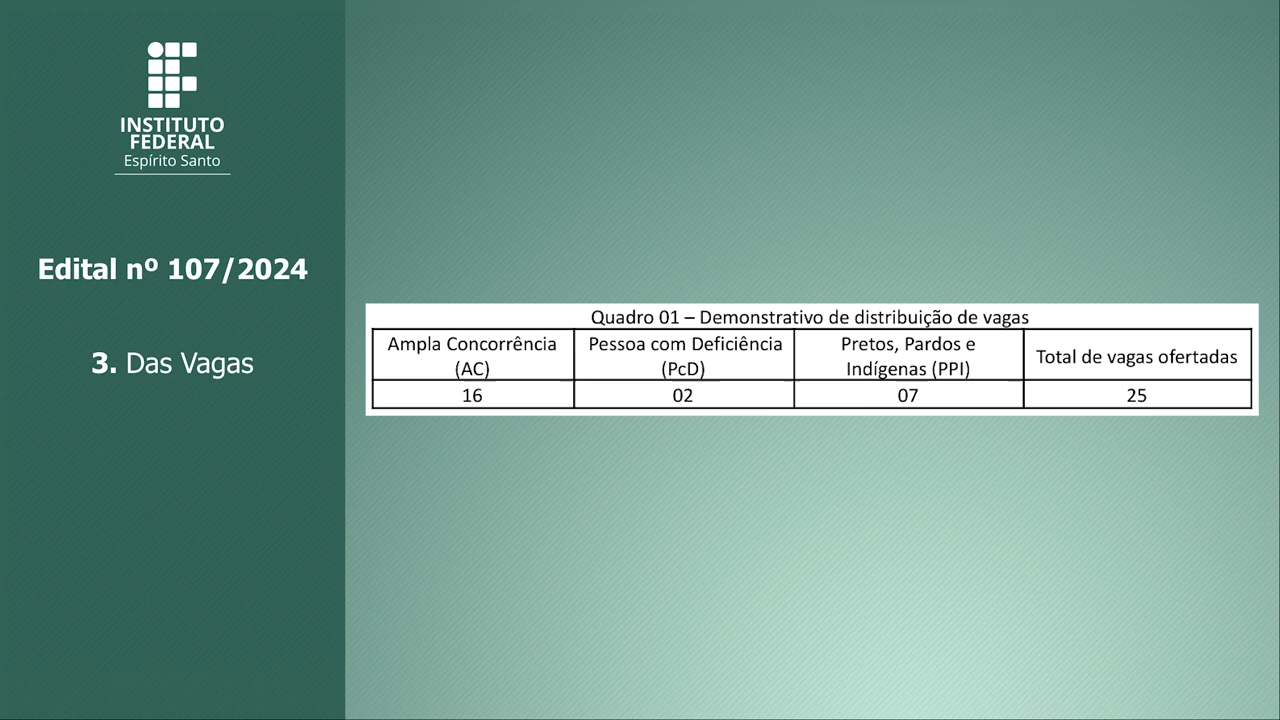 INSTITUTO
FEDERAL
Espírito Santo
Edital nº 107/2024
3. Das Vagas
Quadro 01 – Demonstrativo de distribuição de vagas
Ampla Concorrência
(AC)
Pessoa com Deficiência
(PcD)
Pretos, Pardos e
Indígenas (PPI)
Total de vagas ofertadas
16
02
07
25